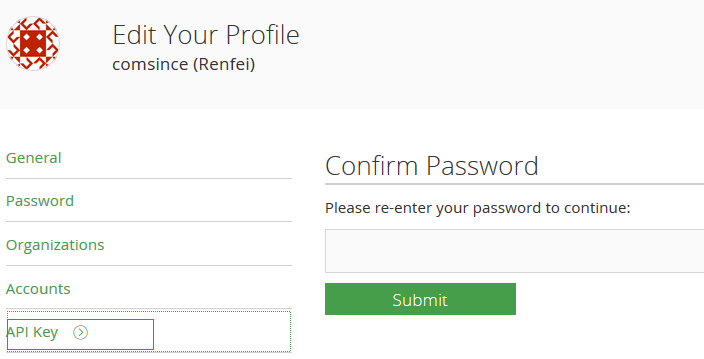 Edit Your Profile
comsince (Renfei)
General
Password
Organizations
Accounts
API Key
Confirm Password
Please re-enter your password to continue:
Submit